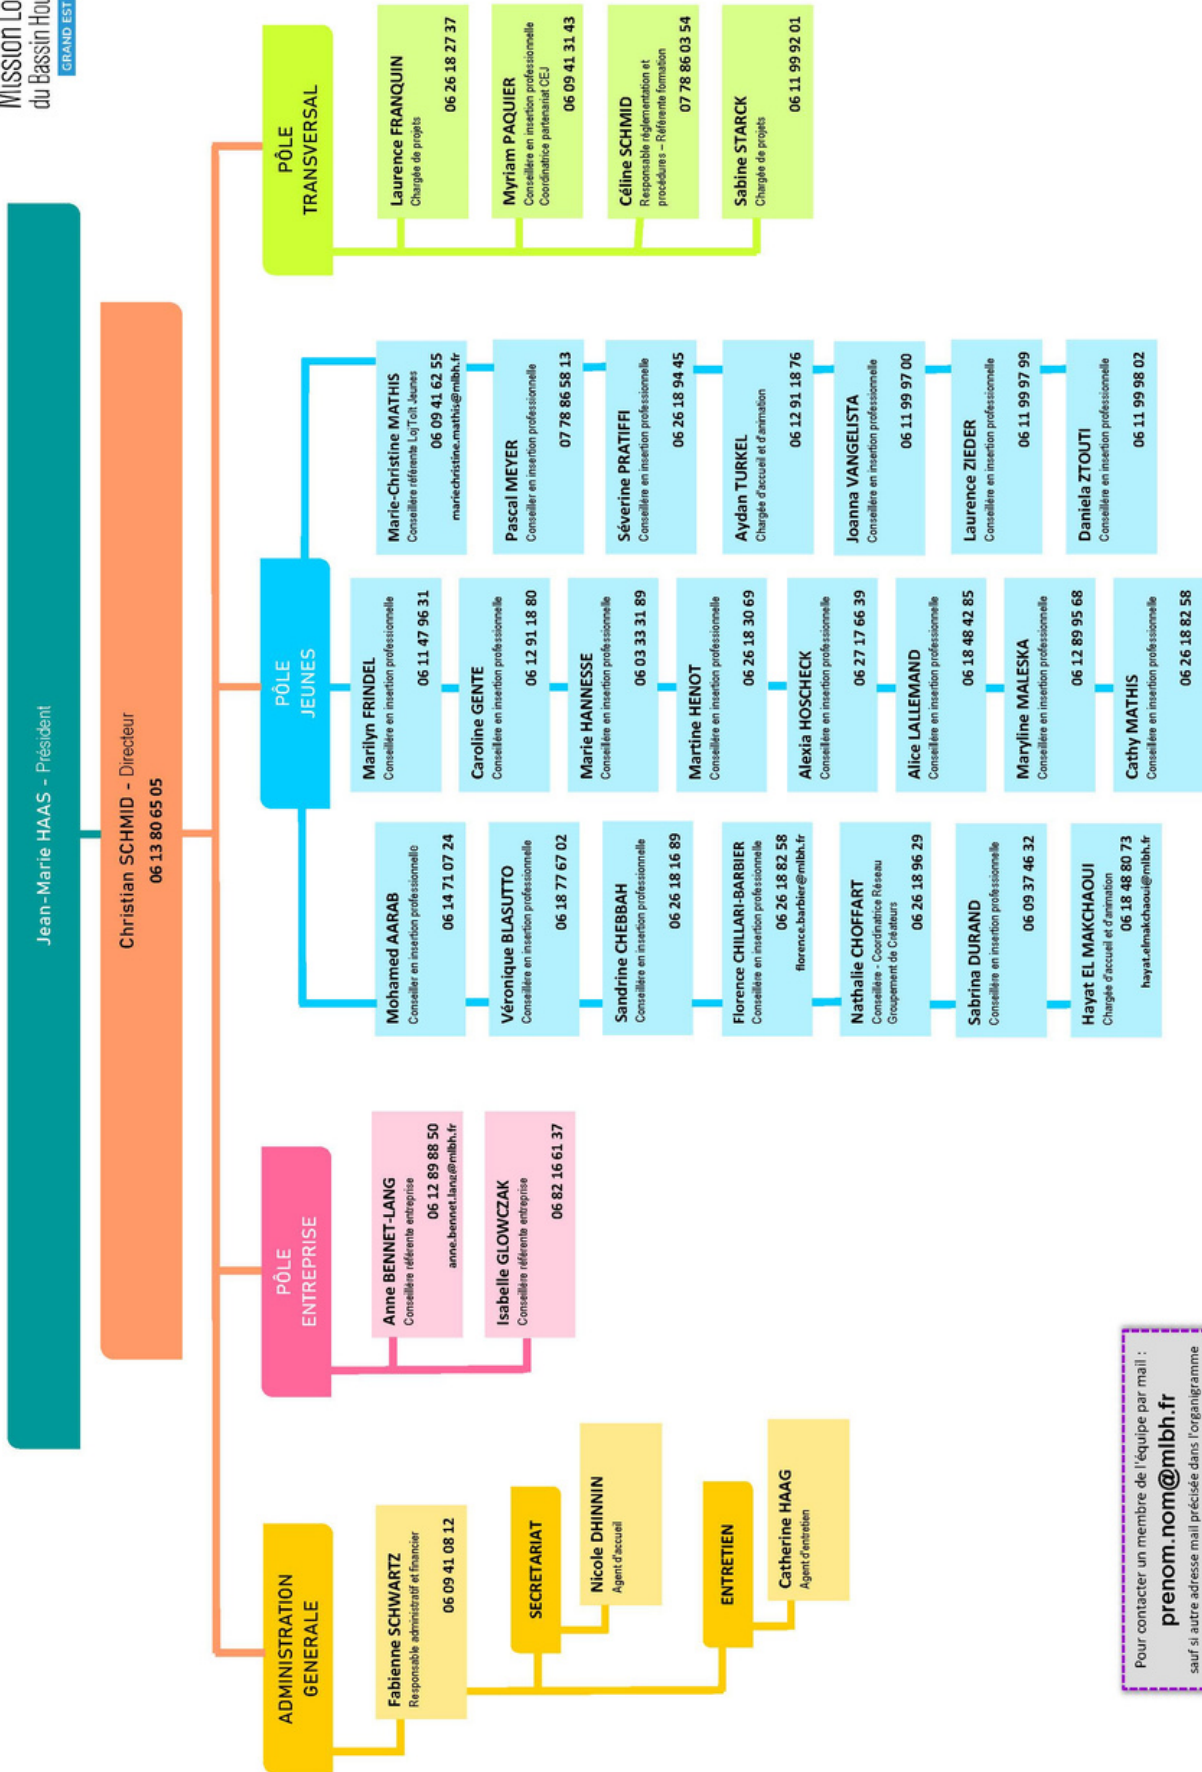 Mission Lo
du Bassin Hou
GRAND EST
Jean-Marie HAAS - Président
Christian SCHMID - Directeur
06 13 80 65 05
ADMINISTRATION
GENERALE
Fabienne SCHWARTZ
Responsable administratif et financier
06 09 41 08 12
SECRETARIAT
Nicole DHINNIN
Agent d'accueil
ENTRETIEN
Catherine HAAG
Agent d'entretien
PÔLE
ENTREPRISE
Anne BENNET-LANG
Conseillère référente entreprise
06 12 89 88 50
anne.bennet.lang@mlbh.fr
Isabelle GLOWCZAK
Conseillère référente entreprise
06 82 16 61 37
PÔLE
JEUNES
Mohamed AARAB
Conseiller en insertion professionnelle
06 14 71 07 24
Véronique BLASUTTO
Conseillère en insertion professionnelle
06 18 77 67 02
Sandrine CHEBBAH
Conseillère en insertion professionnelle
06 26 18 16 89
Florence CHILLARI-BARBIER
Conseillère en insertion professionnelle
06 26 18 82 58
florence.barbier@mlbh.fr
Nathalie CHOFFART
Conseillère - Coordinatrice Réseau
Groupement de Créateurs
06 26 18 96 29
Sabrina DURAND
Conseillère en insertion professionnelle
06 09 37 46 32
Hayat EL MAKCHAOUI
Chargée d'accueil et d'animation
06 18 48 80 73
hayat.elmakchaoui@mlbh.fr
Marilyn FRINDEL
Conseillère en insertion professionnelle
06 11 47 96 31
Caroline GENTE
Conseillère en insertion professionnelle
06 12 91 18 80
Marie HANNESSE
Conseillère en insertion professionnelle
06 03 33 31 89
Martine HENOT
Conseillère en insertion professionnelle
06 26 18 30 69
Alexia HOSCHECK
Conseillère en insertion professionnelle
06 27 17 66 39
Alice LALLEMAND
Conseillère en insertion professionnelle
06 18 48 42 85
Maryline MALESKA
Conseillère en insertion professionnelle
06 12 89 95 68
Cathy MATHIS
Conseillère en insertion professionnelle
06 26 18 82 58
Marie-Christine MATHIS
Conseillère référente Loj'Toit Jeunes
06 09 41 62 55
mariechristine.mathis@mlbh.fr
Pascal MEYER
Conseiller en insertion professionnelle
07 78 86 58 13
Séverine PRATIFFI
Conseillère en insertion professionnelle
06 26 18 94 45
Aydan TURKEL
Chargée d'accueil et d'animation
06 12 91 18 76
Joanna VANGELISTA
Conseillère en insertion professionnelle
06 11 99 97 00
Laurence ZIEDER
Conseillère en insertion professionnelle
06 11 99 97 99
Daniela ZTOUTI
Conseillère en insertion professionnelle
06 11 99 98 02
PÔLE
TRANSVERSAL
Laurence FRANQUIN
Chargée de projets
06 26 18 27 37
Myriam PAQUIER
Conseillère en insertion professionnelle
Coordinatrice partenariat CEJ
06 09 41 31 43
Céline SCHMID
Responsable réglementation et
procédures – Référente formation
07 78 86 03 54
Sabine STARCK
Chargée de projets
06 11 99 92 01
Pour contacter un membre de l'équipe par mail :
prenom.nom@mlbh.fr
sauf si autre adresse mail précisée dans l'organigramme